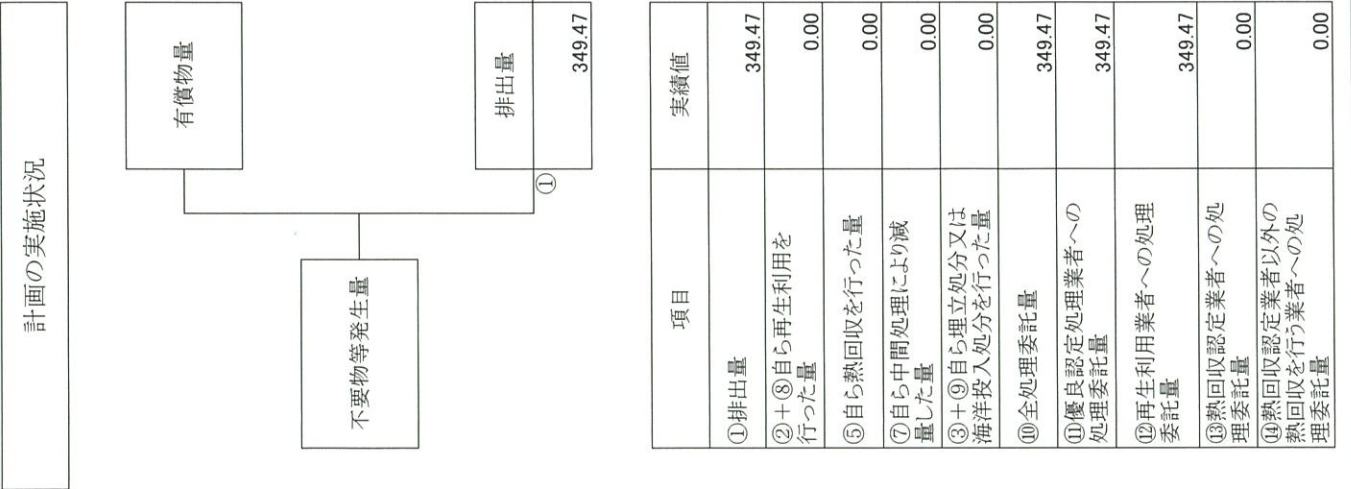 計画の実施状況
不要物等発生量
有償物量
排出量
①
349.47
項目
実績値
①排出量
349.47
②+⑧自ら再生利用を
行った量
0.00
⑤自ら熱回収を行った量
0.00
⑦自ら中間処理により減
量した量
0.00
③+⑨自ら埋立処分又は
海洋投入処分を行った量
0.00
⑩全処理委託量
349.47
⑪優良認定処理業者への
処理委託量
349.47
⑫再生利用業者への処理
委託量
349.47
⑬熱回収認定業者への処
理委託量
0.00
⑭熱回収認定業者以外の
熱回収を行う業者への処
理委託量
0.00